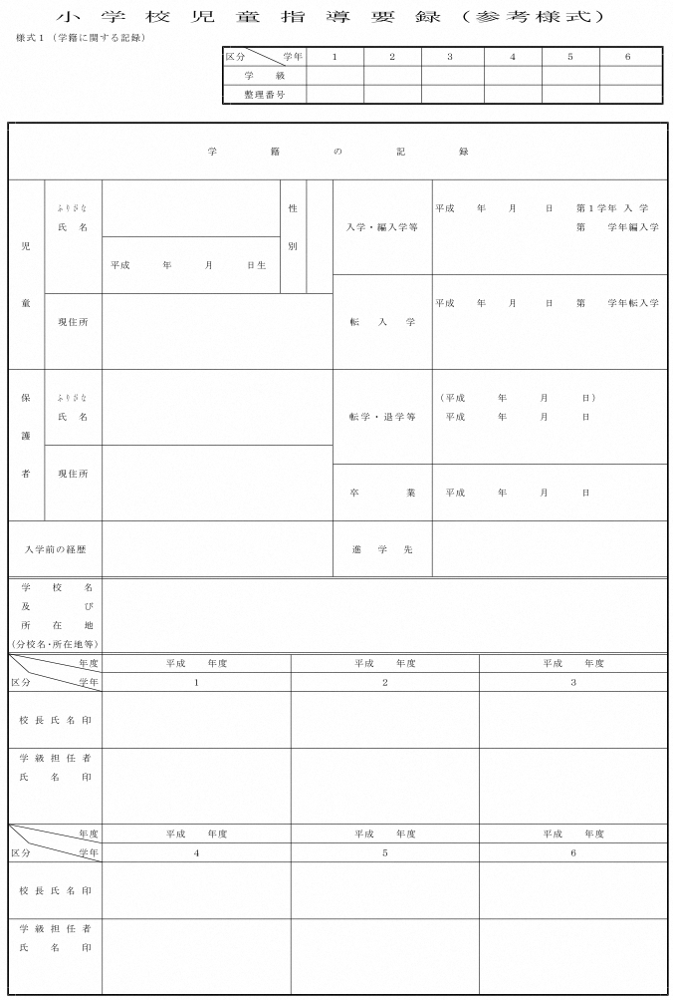 小学校児童指導要録（参考様式）
様式１（学籍に関する記録）
区分 学年 1 2 3 4 5 6
学級
整理番号
学籍の記録
児童
ふりがな
氏名
性別
平成 年 月 日生
現住所
入学・編入学等
平成 年 月 日 第１学年 入 学
第 学年編入学
転入学
平成 年 月 日 第 学年転入学
保護者
ふりがな
氏名
現住所
転学・退学等
（平成 年 月 日）
平成 年 月 日
卒業
平成 年 月 日
入学前の経歴
進学先
学校名
及び
所在地
（分校名・所在地等）
年度 平成 年度 平成 年度 平成 年度
区分 学年 1 2 3
校長氏名印
学級担任者
氏名印
年度 平成 年度 平成 年度 平成 年度
区分 学年 4 5 6
校長氏名印
学級担任者
氏名印